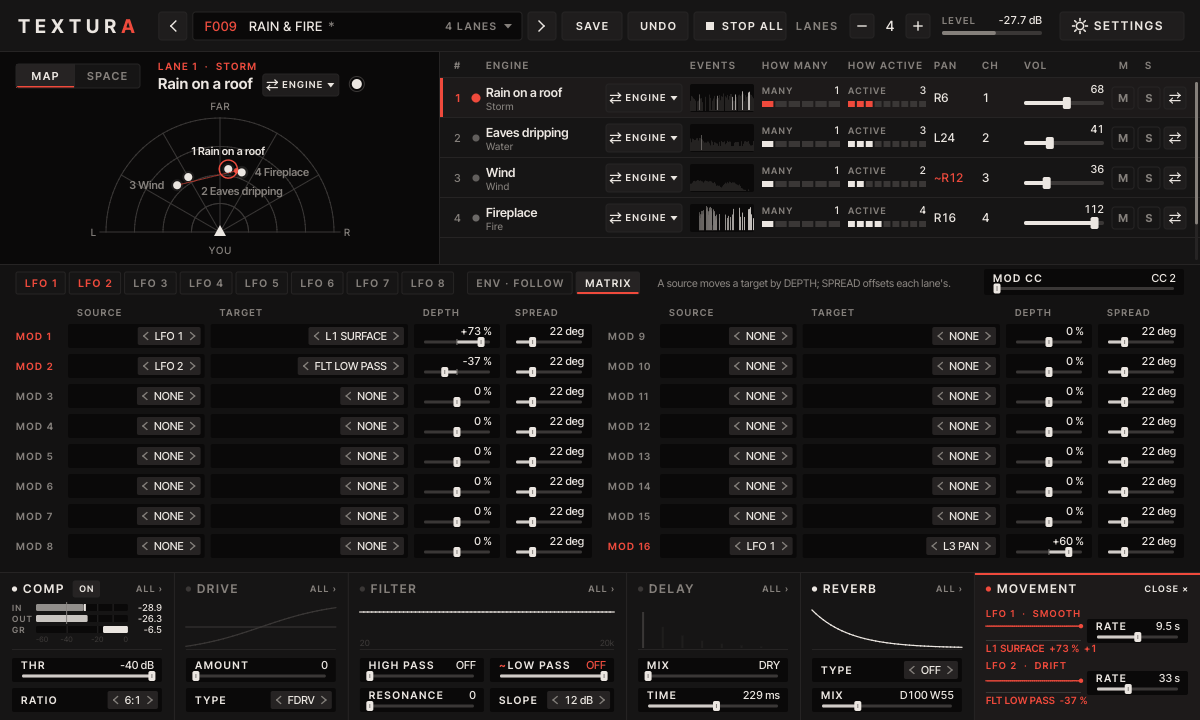 TEXTURA
F009 RAIN & FIRE * 4 LANES
SAVE
UNDO
STOP ALL
LANES
4
LEVEL -27.7 dB
SETTINGS
MAP
SPACE
LANE 1 · STORM
Rain on a roof
ENGINE
FAR
1 Rain on a roof
4 Fireplace
3 Wind
2 Eaves dripping
L
R
YOU
# ENGINE EVENTS HOW MANY HOW ACTIVE PAN CH VOL M S
1 Rain on a roof ENGINE MANY 1 ACTIVE 3 R6 1 68 M S
Storm
2 Eaves dripping ENGINE MANY 1 ACTIVE 3 L24 2 41 M S
Water
3 Wind ENGINE MANY 1 ACTIVE 2 ~R12 3 36 M S
Wind
4 Fireplace ENGINE MANY 1 ACTIVE 4 R16 4 112 M S
Fire
LFO 1 LFO 2 LFO 3 LFO 4 LFO 5 LFO 6 LFO 7 LFO 8 ENV · FOLLOW MATRIX
A source moves a target by DEPTH; SPREAD offsets each lane's.
MOD CC CC 2
SOURCE TARGET DEPTH SPREAD SOURCE TARGET DEPTH SPREAD
MOD 1 LFO 1 L1 SURFACE +73 % 22 deg MOD 9 NONE NONE 0 % 22 deg
MOD 2 LFO 2 FLT LOW PASS -37 % 22 deg MOD 10 NONE NONE 0 % 22 deg
MOD 3 NONE NONE 0 % 22 deg MOD 11 NONE NONE 0 % 22 deg
MOD 4 NONE NONE 0 % 22 deg MOD 12 NONE NONE 0 % 22 deg
MOD 5 NONE NONE 0 % 22 deg MOD 13 NONE NONE 0 % 22 deg
MOD 6 NONE NONE 0 % 22 deg MOD 14 NONE NONE 0 % 22 deg
MOD 7 NONE NONE 0 % 22 deg MOD 15 NONE NONE 0 % 22 deg
MOD 8 NONE NONE 0 % 22 deg MOD 16 LFO 1 L3 PAN +60 % 22 deg
COMP ON ALL ›
IN -28.9
OUT -26.3
GR -6.5
-60 -40 -20 0
THR -40 dB
RATIO 6:1
DRIVE ALL ›
AMOUNT 0
TYPE FDRV
FILTER ALL ›
20 20k
HIGH PASS OFF
~LOW PASS OFF
RESONANCE 0
SLOPE 12 dB
DELAY ALL ›
MIX DRY
TIME 229 ms
REVERB ALL ›
TYPE OFF
MIX D100 W55
MOVEMENT CLOSE ×
LFO 1 · SMOOTH
RATE 9.5 s
L1 SURFACE +73 % +1
LFO 2 · DRIFT
RATE 33 s
FLT LOW PASS -37 %